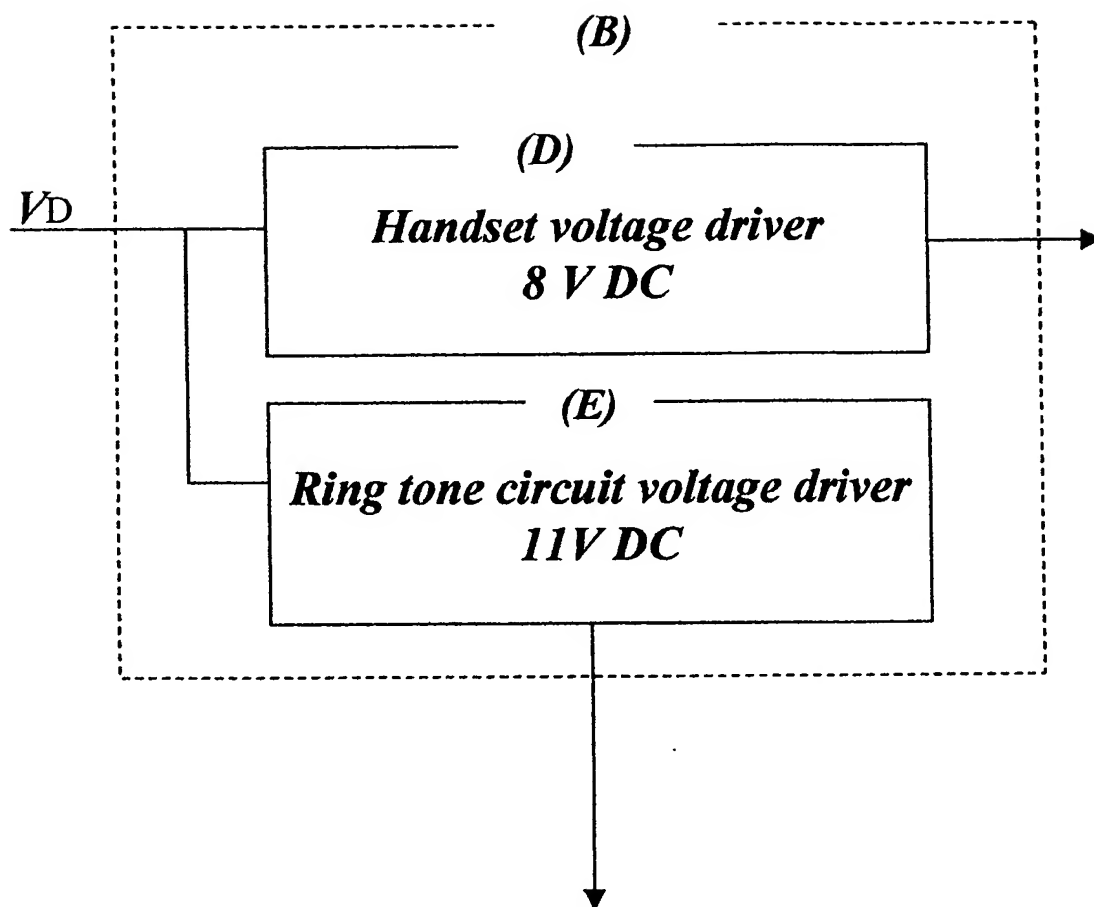 (B)
(D)
VD
Handset voltage driver
8 V DC
(E)
Ring tone circuit voltage driver
11V DC